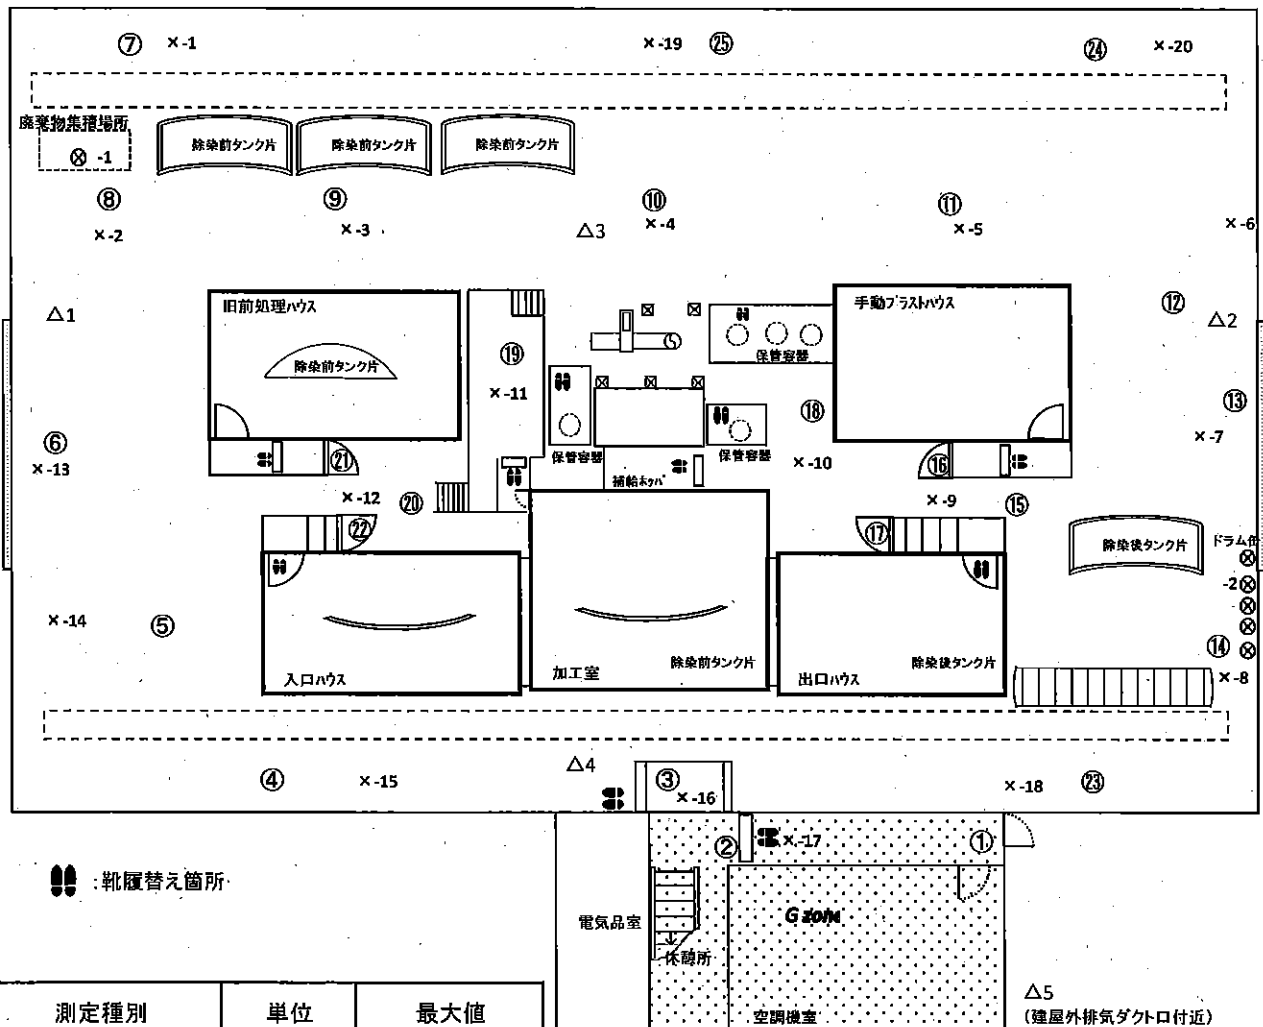 ⑦ ×-1 ×-19 ㉕ ㉔ ×-20
廃棄物集積場所
⊗ -1
除染前タンク片 除染前タンク片 除染前タンク片
⑧ ⑨ ⑩ ⑪
×-2 ×-3 △3 ×-4 ×-5 ×-6
△1 旧前処理ハウス 手動ブラストハウス ⑫ △2
除染前タンク片 ⑲ 保管容器
×-11 ⑱ ⑬
⑥ ×-7
×-13 ㉑ 保管容器 保管容器 ×-10 ⑯
補給ホッパ
×-12 ⑳ ×-9 ⑮
㉒ ⑰ 除染後タンク片 ドラム缶
-2
×-14 ⑤ ⑭
入口ハウス 加工室 除染前タンク片 出口ハウス 除染後タンク片 ×-8
④ ×-15 △4 ③ ×-16 ×-18 ㉓
② ×-17 ①
:靴履替え箇所
電気品室 G zone
休憩所
空調機室 △5
(建屋外排気ダクト口付近)
測定種別 単位 最大値